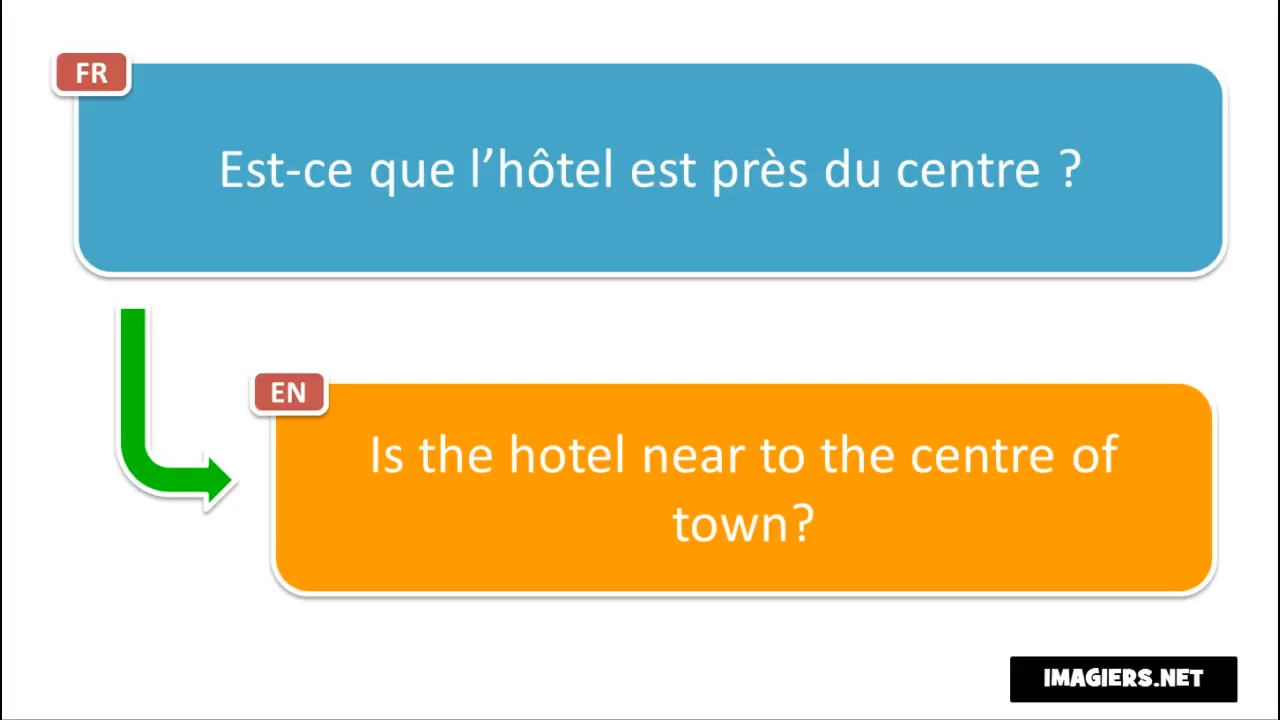 FR
Est-ce que l’hôtel est près du centre ?
EN
Is the hotel near to the centre of
town?
IMAGIERS.NET